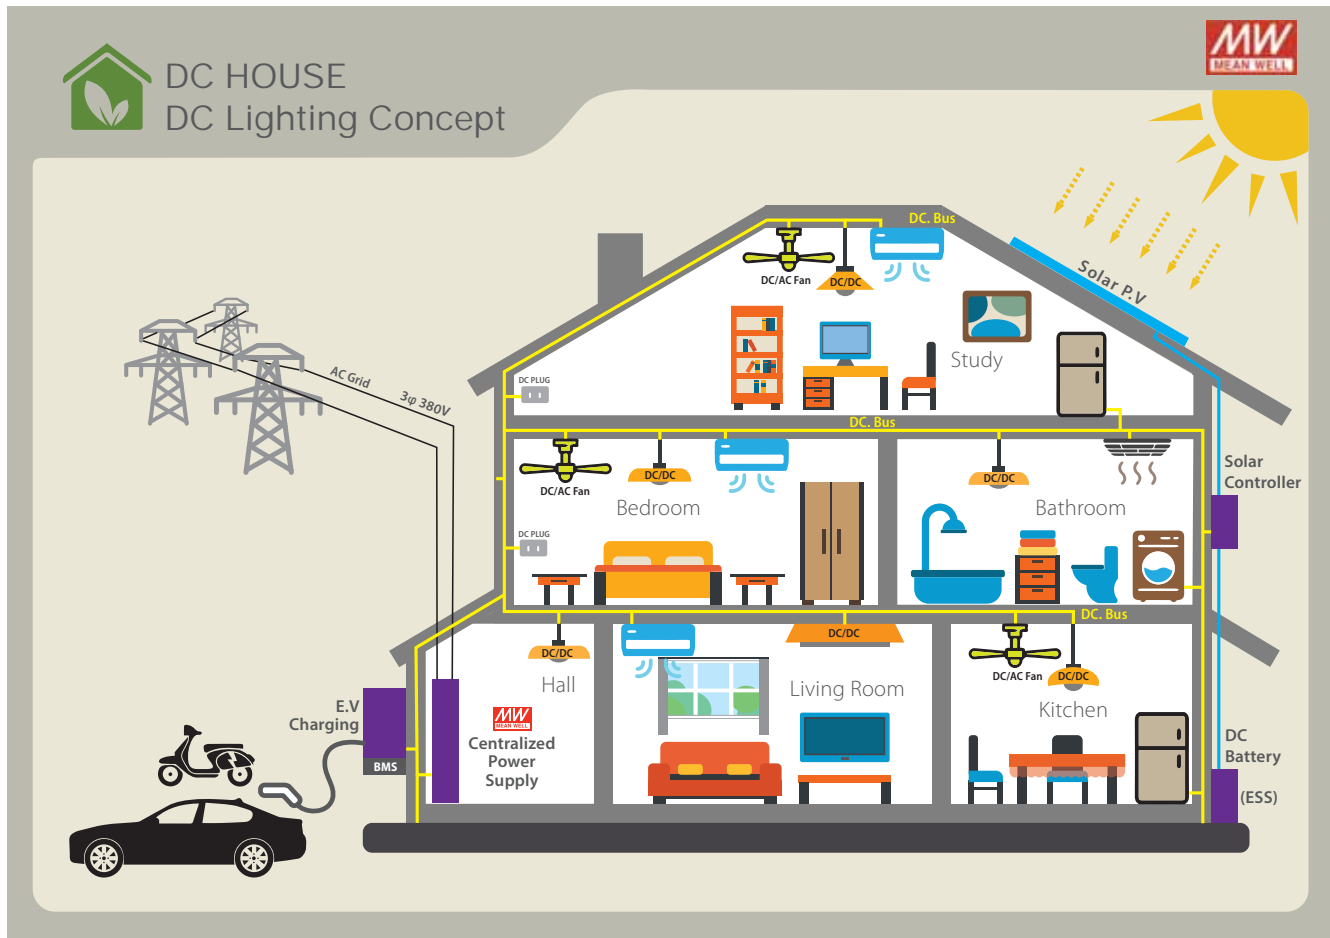 DC HOUSE
DC Lighting Concept
MW
MEAN WELL
DC. Bus
DC/AC Fan
DC/DC
Solar P.V
Study
DC PLUG
AC Grid
3φ 380V
DC. Bus
DC/AC Fan
DC/DC
DC/DC
Solar
Controller
Bedroom
Bathroom
DC PLUG
DC. Bus
DC/DC
DC/DC
Hall
Living Room
DC/AC Fan
DC/DC
Kitchen
E.V
Charging
BMS
MW
MEAN WELL
Centralized
Power
Supply
DC
Battery
(ESS)